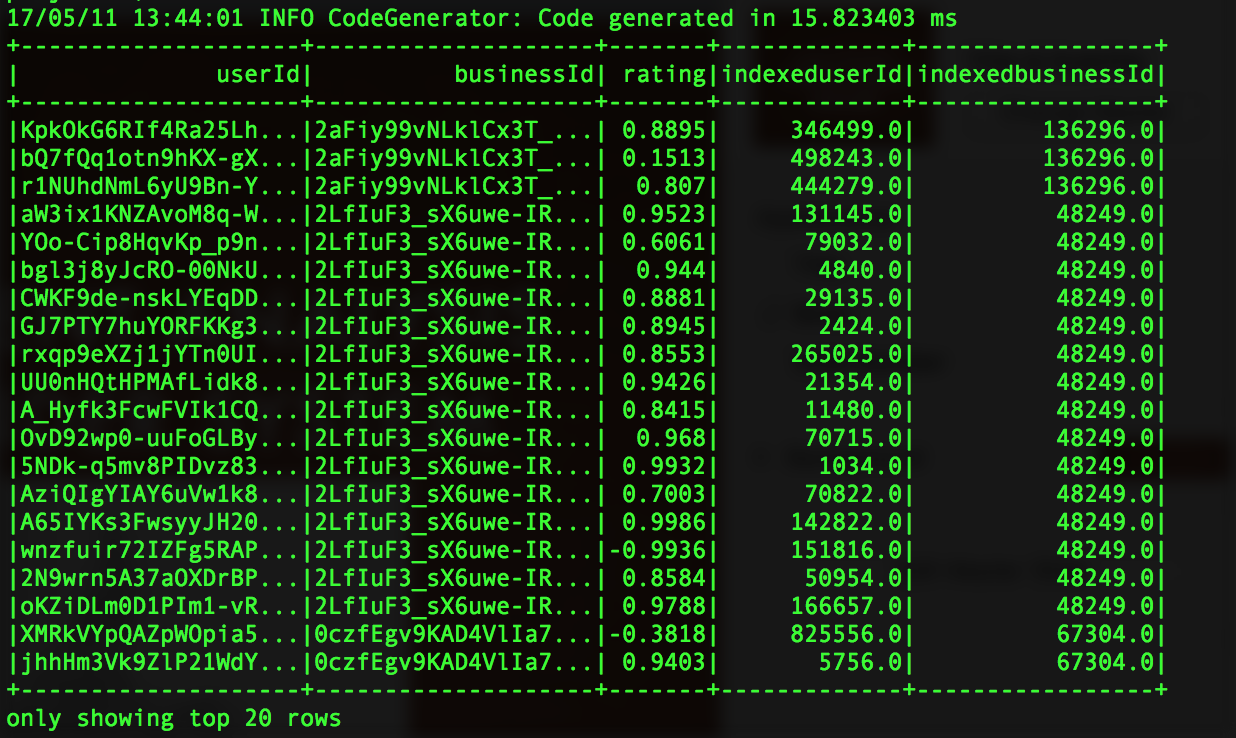 17/05/11 13:44:01 INFO CodeGenerator: Code generated in 15.823403 ms
+--------------------+--------------------+-------+-------------+-----------------+
|              userId|          businessId| rating|indexeduserId|indexedbusinessId|
+--------------------+--------------------+-------+-------------+-----------------+
|KpkOkG6RIf4Ra25Lh...|2aFiy99vNLklCx3T_...| 0.8895|     346499.0|         136296.0|
|bQ7fQq1otn9hKX-gX...|2aFiy99vNLklCx3T_...| 0.1513|     498243.0|         136296.0|
|r1NUhdNmL6yU9Bn-Y...|2aFiy99vNLklCx3T_...|  0.807|     444279.0|         136296.0|
|aW3ix1KNZAvoM8q-W...|2LfIuF3_sX6uwe-IR...| 0.9523|     131145.0|          48249.0|
|YOo-Cip8HqvKp_p9n...|2LfIuF3_sX6uwe-IR...| 0.6061|      79032.0|          48249.0|
|bgl3j8yJcRO-00NkU...|2LfIuF3_sX6uwe-IR...|  0.944|       4840.0|          48249.0|
|CWKF9de-nskLYEqDD...|2LfIuF3_sX6uwe-IR...| 0.8881|      29135.0|          48249.0|
|GJ7PTY7huYORFKKg3...|2LfIuF3_sX6uwe-IR...| 0.8945|       2424.0|          48249.0|
|rxqp9eXZj1jYTn0UI...|2LfIuF3_sX6uwe-IR...| 0.8553|     265025.0|          48249.0|
|UU0nHQtHPMAfLidk8...|2LfIuF3_sX6uwe-IR...| 0.9426|      21354.0|          48249.0|
|A_Hyfk3FcwFVIk1CQ...|2LfIuF3_sX6uwe-IR...| 0.8415|      11480.0|          48249.0|
|OvD92wp0-uuFoGLBy...|2LfIuF3_sX6uwe-IR...|  0.968|      70715.0|          48249.0|
|5NDk-q5mv8PIDvz83...|2LfIuF3_sX6uwe-IR...| 0.9932|       1034.0|          48249.0|
|AziQIgYIAY6uVw1k8...|2LfIuF3_sX6uwe-IR...| 0.7003|      70822.0|          48249.0|
|A65IYKs3FwsyyJH20...|2LfIuF3_sX6uwe-IR...| 0.9986|     142822.0|          48249.0|
|wnzfuir72IZFg5RAP...|2LfIuF3_sX6uwe-IR...|-0.9936|     151816.0|          48249.0|
|2N9wrn5A37aOXDrBP...|2LfIuF3_sX6uwe-IR...| 0.8584|      50954.0|          48249.0|
|oKZiDLm0D1PIm1-vR...|2LfIuF3_sX6uwe-IR...| 0.9788|     166657.0|          48249.0|
|XMRkVYpQAZpWOpia5...|0czfEgv9KAD4VlIa7...|-0.3818|     825556.0|          67304.0|
|jhhHm3Vk9ZlP21WdY...|0czfEgv9KAD4VlIa7...| 0.9403|       5756.0|          67304.0|
+--------------------+--------------------+-------+-------------+-----------------+
only showing top 20 rows